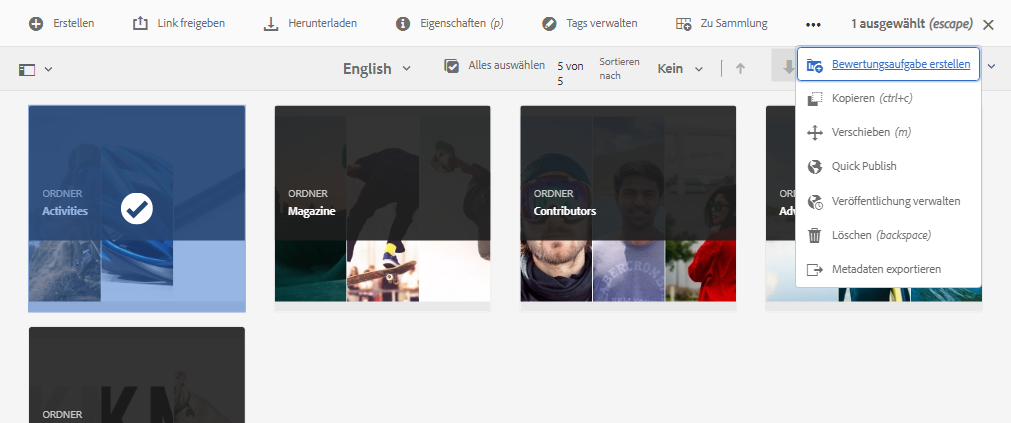 Erstellen
Link freigeben
Herunterladen
Eigenschaften (p)
Tags verwalten
Zu Sammlung
1 ausgewählt (escape)
English
Alles auswählen
5 von
5
Sortieren
nach
Kein
Bewertungsaufgabe erstellen
Kopieren (ctrl+c)
Verschieben (m)
Quick Publish
Veröffentlichung verwalten
Löschen (backspace)
Metadaten exportieren
ORDNER
Activities
ORDNER
Magazine
ORDNER
Contributors
ORDNER